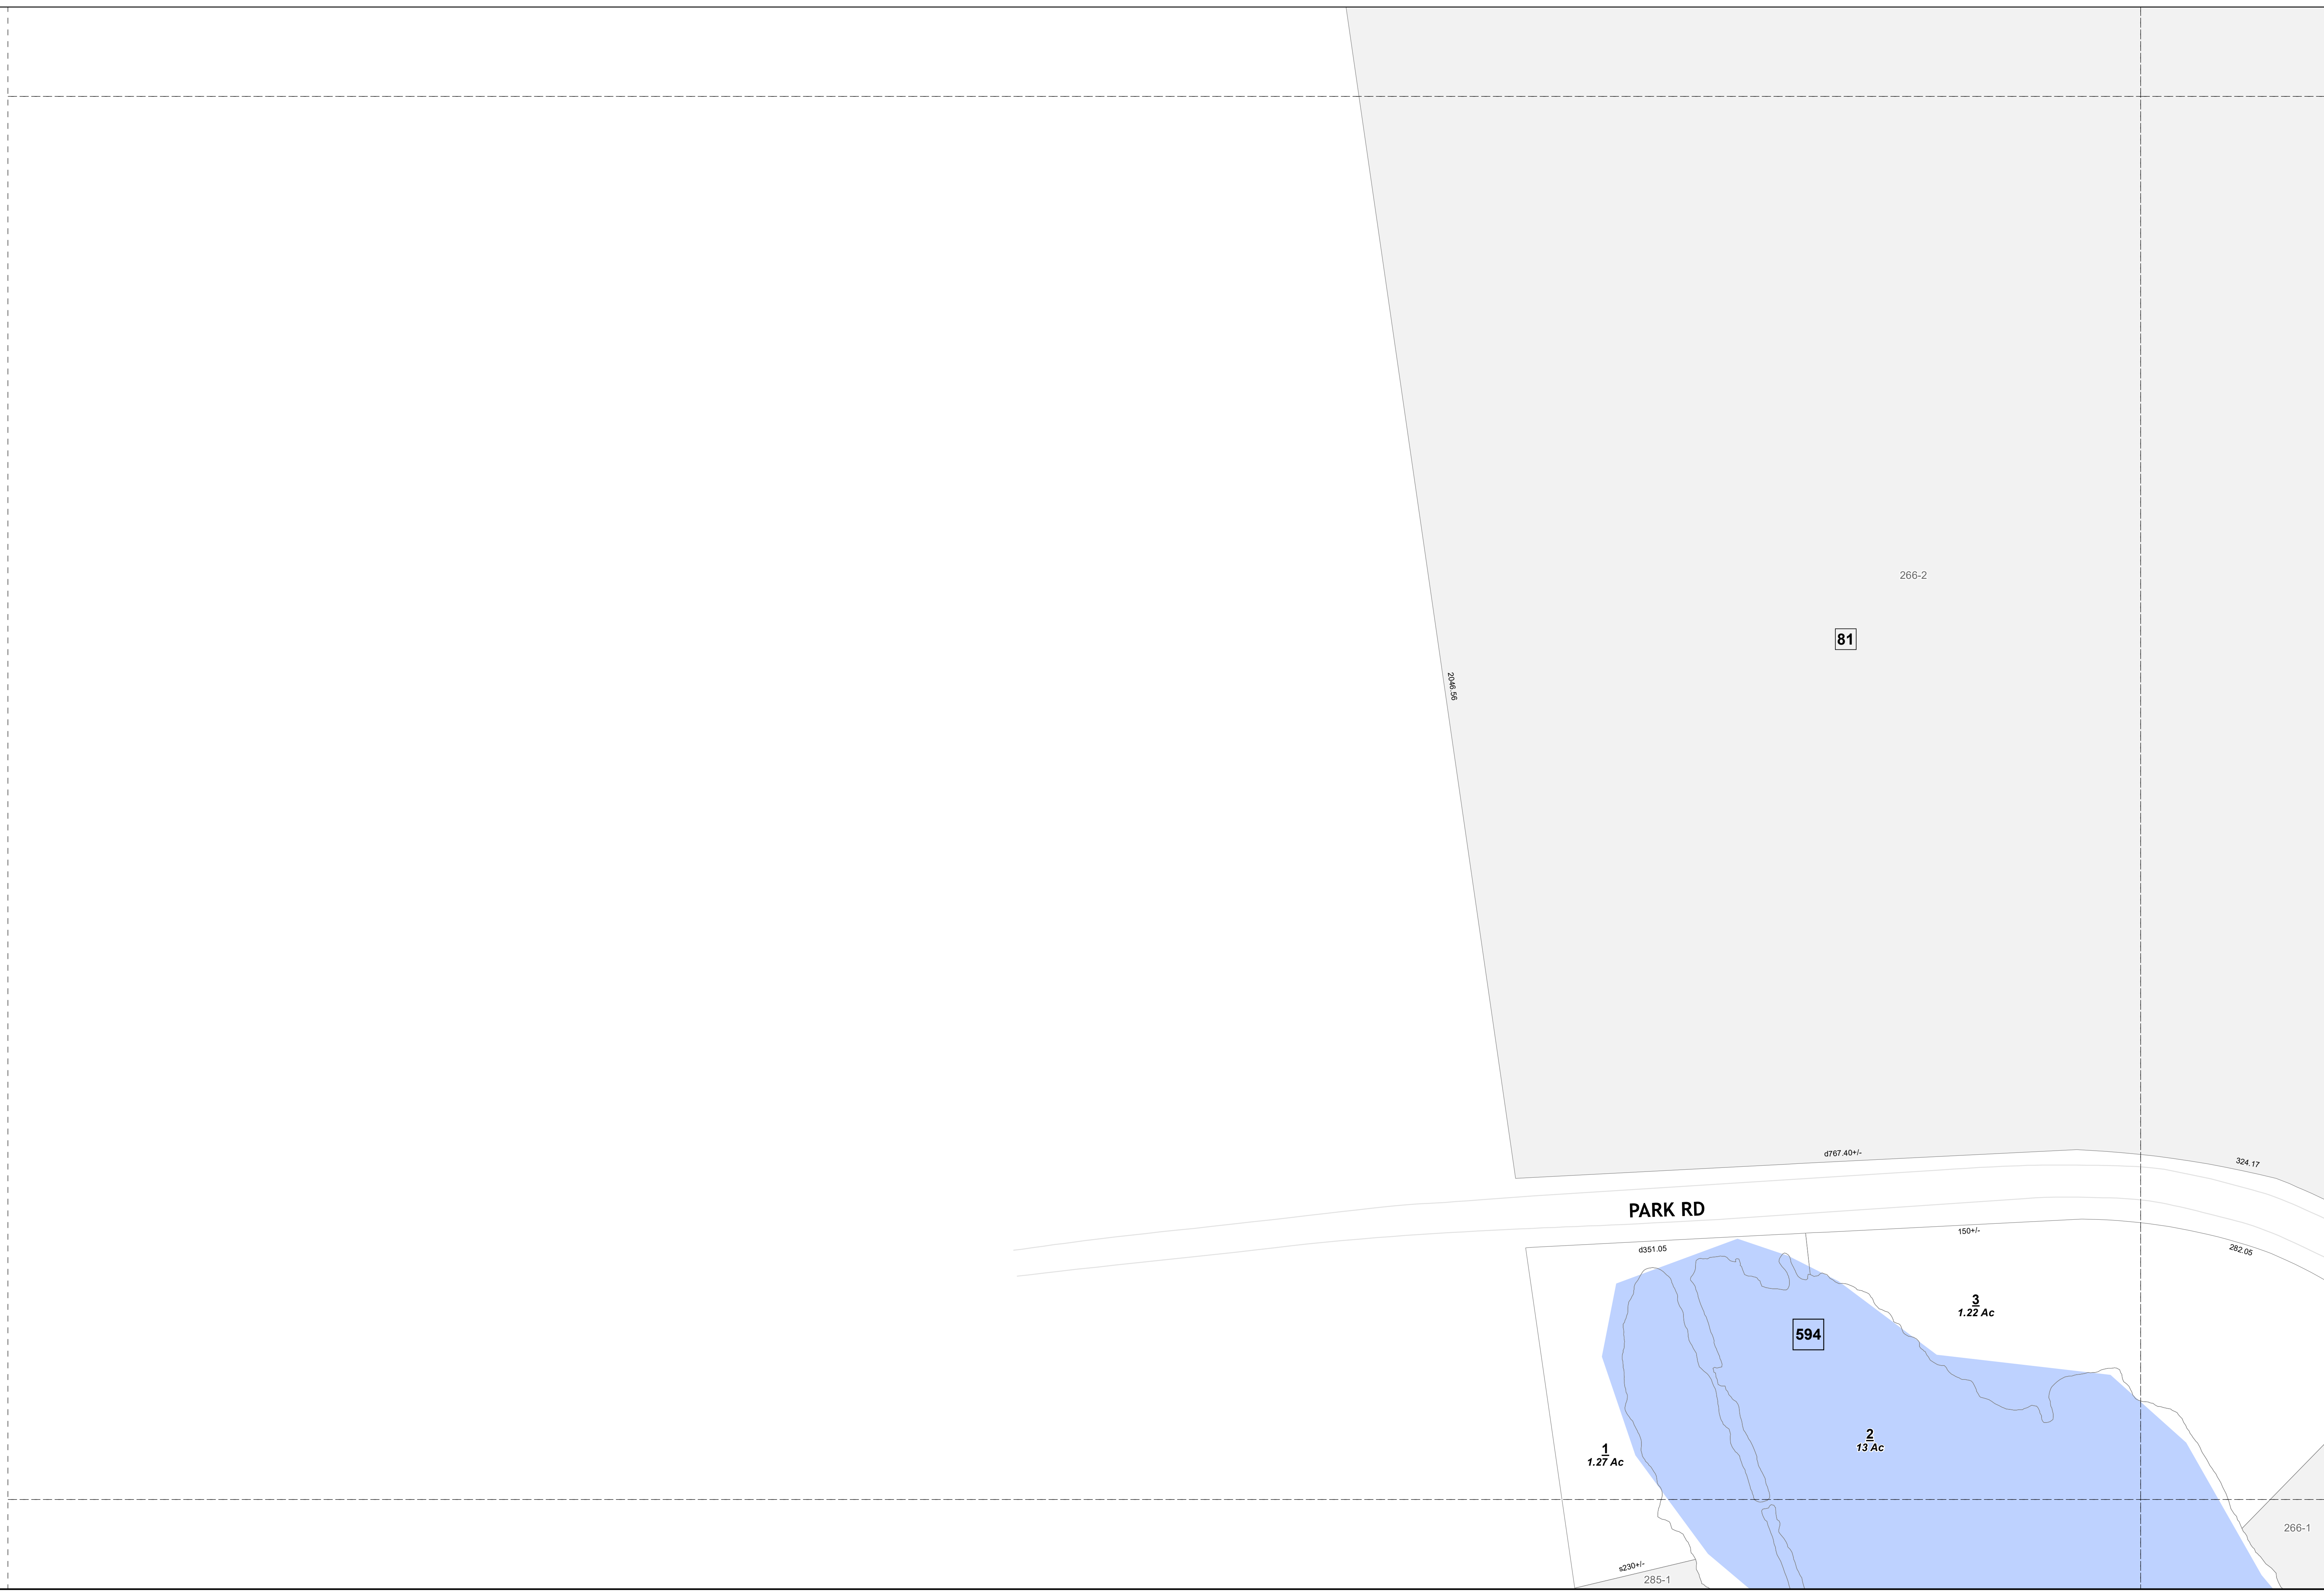 266-2
81
2046.56
d767.40+/-
324.17
PARK RD
150+/-
d351.05
282.05
3
1.22 Ac
594
2
13 Ac
1
1.27 Ac
266-1
s230+/-
285-1